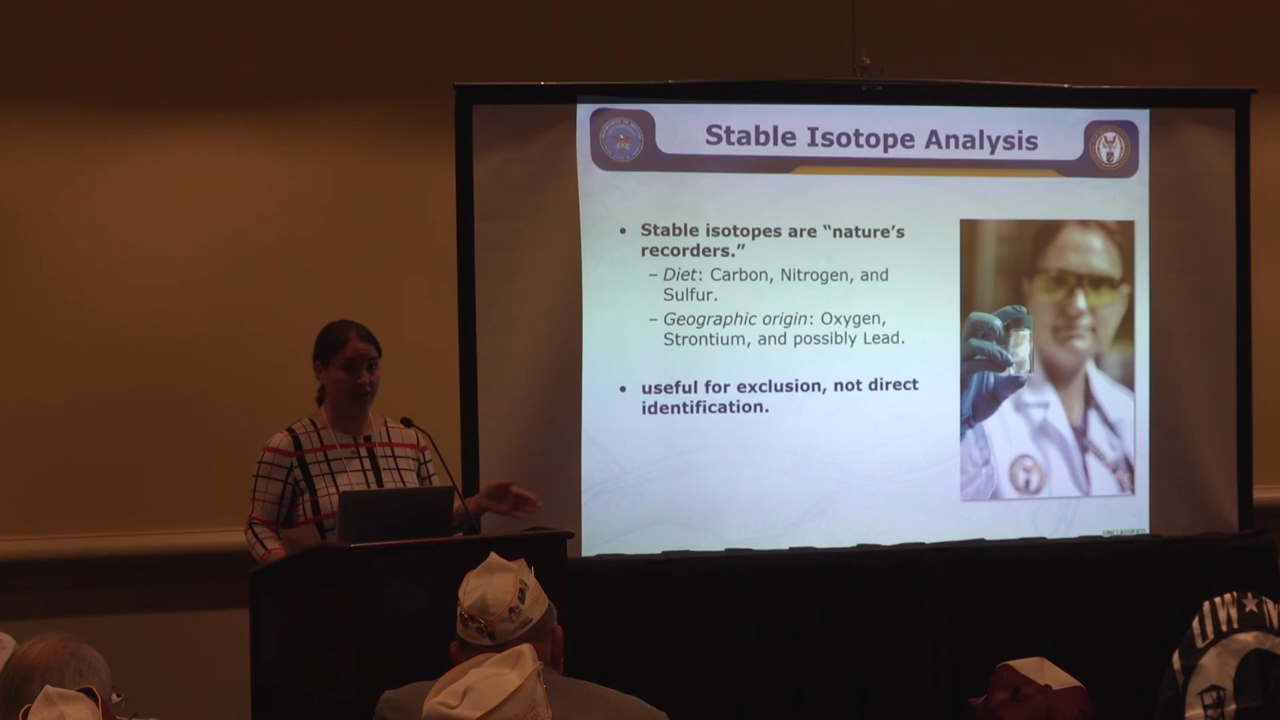 Stable Isotope Analysis
• Stable isotopes are “nature’s
recorders.”
– Diet: Carbon, Nitrogen, and
Sulfur.
– Geographic origin: Oxygen,
Strontium, and possibly Lead.
• useful for exclusion, not direct
identification.
UNCLASSIFIED